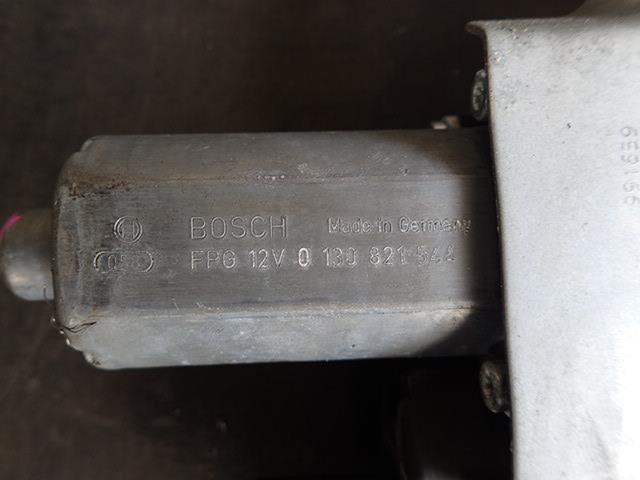 BOSCH Made in Germany
FPG 12V 0 130 821 544